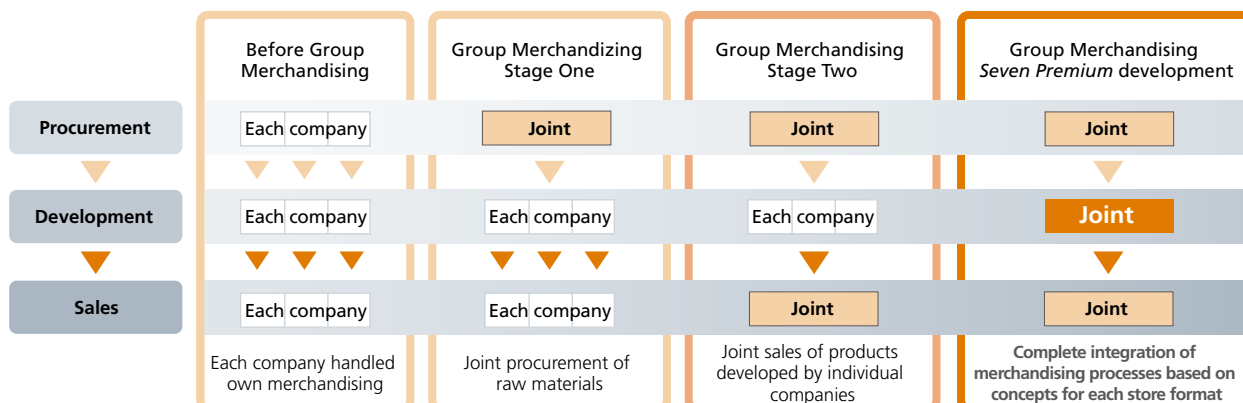 Before Group
Merchandising
Group Merchandizing
Stage One
Group Merchandising
Stage Two
Group Merchandising
Seven Premium development
Procurement
Each company
Joint
Joint
Joint
Development
Each company
Each company
Each company
Joint
Sales
Each company
Each company
Joint
Joint
Each company handled
own merchandising
Joint procurement of
raw materials
Joint sales of products
developed by individual
companies
Complete integration of
merchandising processes based on
concepts for each store format